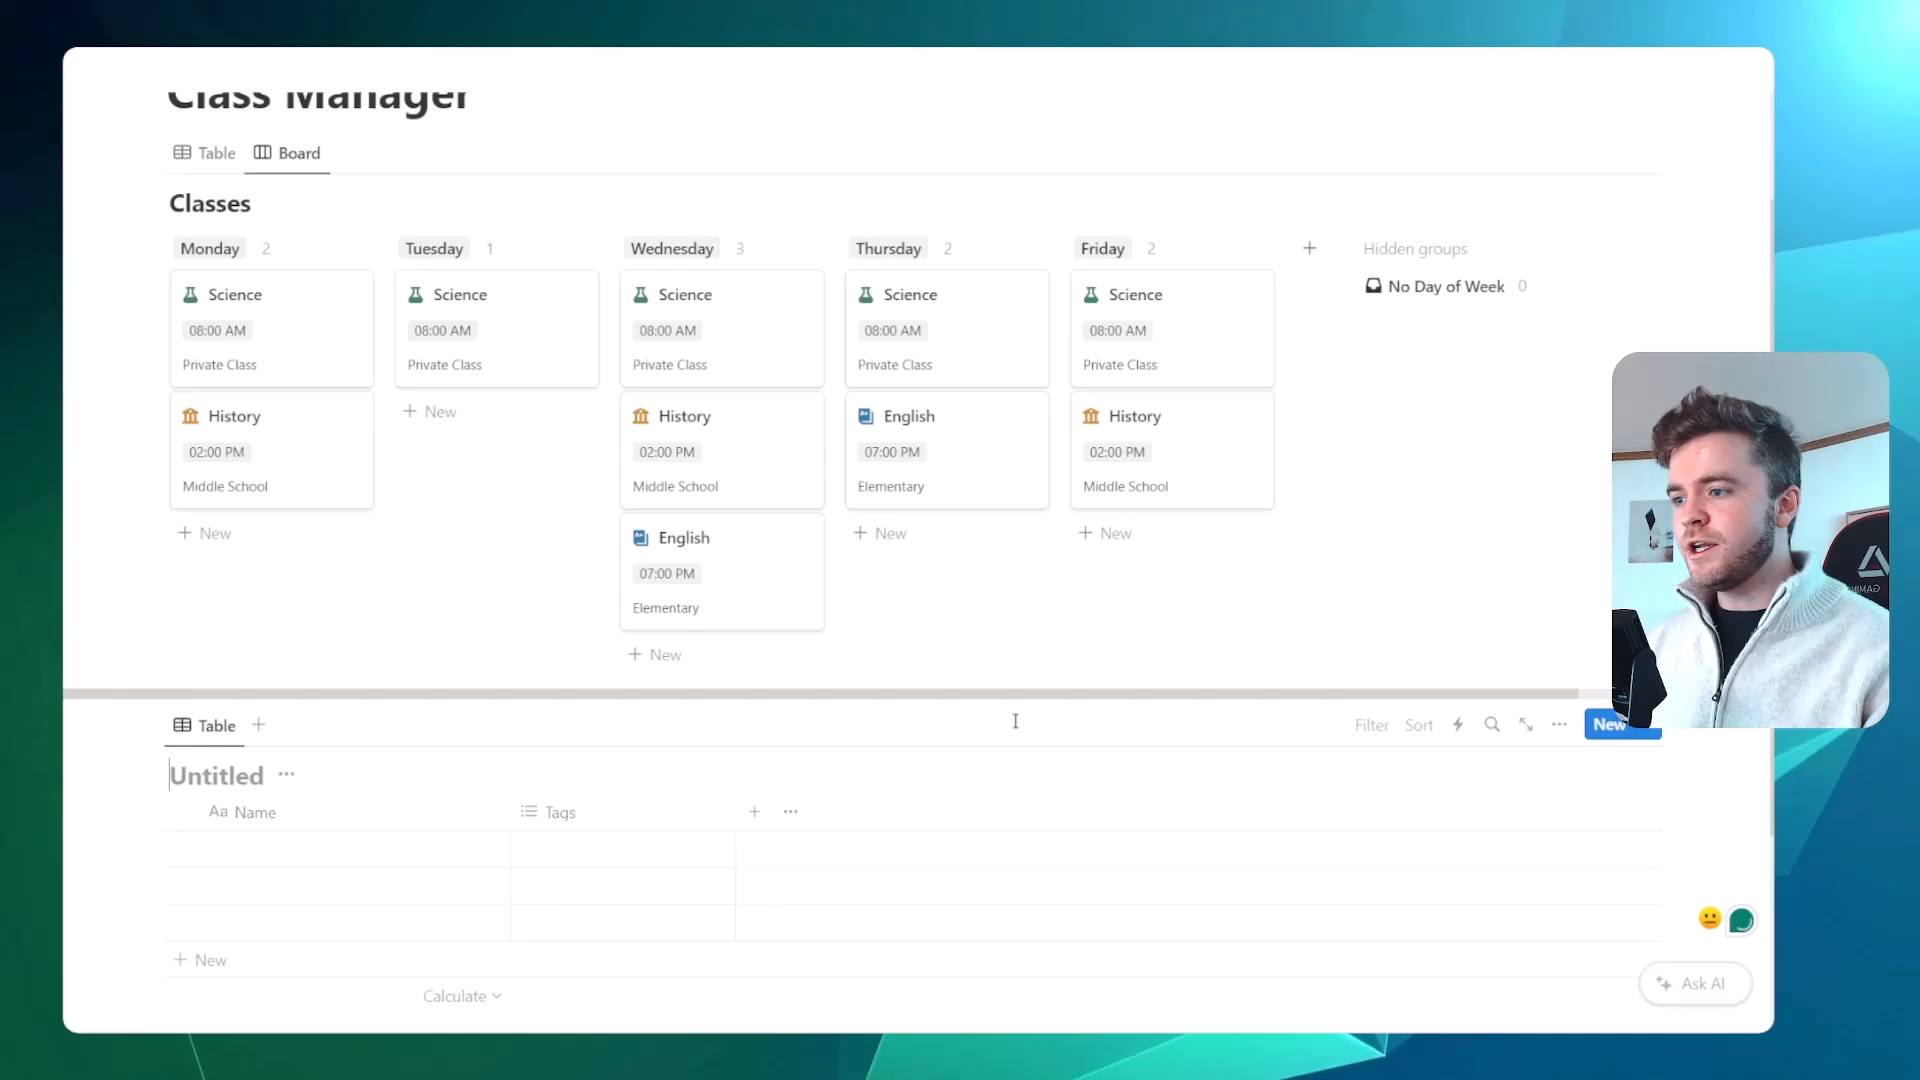 Class Manager
Table Board
Classes
Monday 2 Tuesday 1 Wednesday 3 Thursday 2 Friday 2 Hidden groups
No Day of Week 0
Science Science Science Science Science
08:00 AM 08:00 AM 08:00 AM 08:00 AM 08:00 AM
Private Class Private Class Private Class Private Class Private Class
New
History History English History
02:00 PM 02:00 PM 07:00 PM 02:00 PM
Middle School Middle School Elementary Middle School
New New New
English
07:00 PM
Elementary
New
Table Filter Sort New
Untitled
Aa Name Tags
New
Calculate
Ask AI